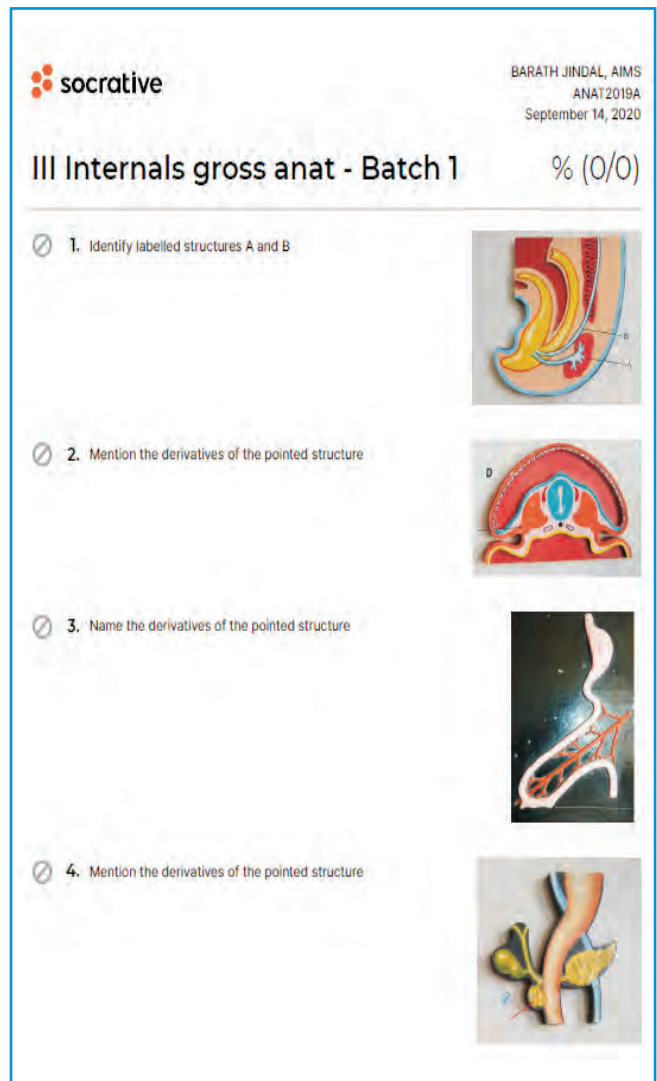 socrative
BARATH JINDAL, AIMS
ANAT2019A
September 14, 2020
III Internals gross anat - Batch 1
% (0/0)
1. Identify labelled structures A and B
B
A
2. Mention the derivatives of the pointed structure
D
3. Name the derivatives of the pointed structure
4. Mention the derivatives of the pointed structure